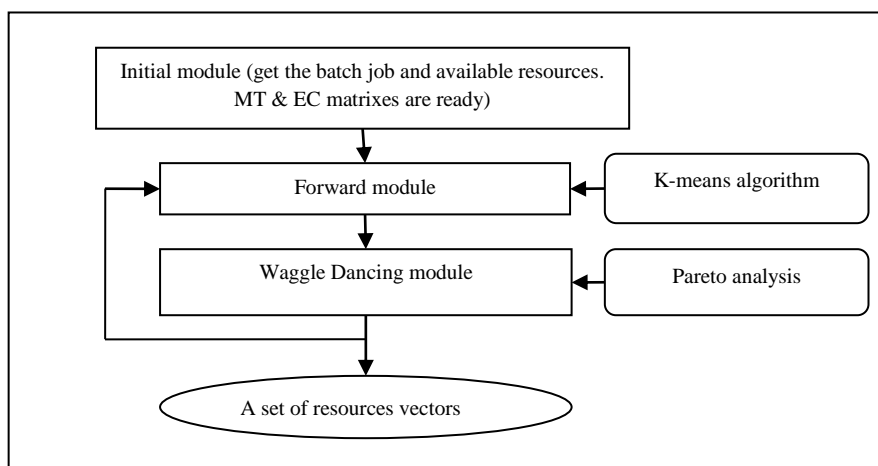 Initial module (get the batch job and available resources.
MT & EC matrixes are ready)
Forward module
K-means algorithm
Waggle Dancing module
Pareto analysis
A set of resources vectors